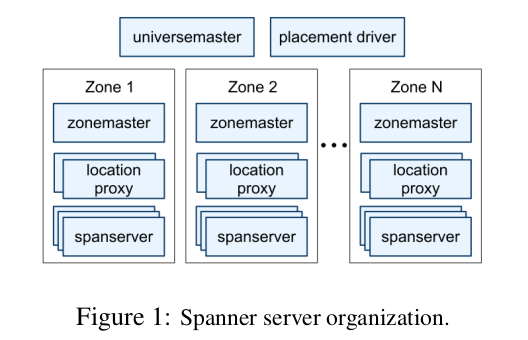 universemaster placement driver
Zone 1 Zone 2 Zone N
zonemaster zonemaster zonemaster
location location location
proxy proxy proxy
spanserver spanserver spanserver
Figure 1: Spanner server organization.